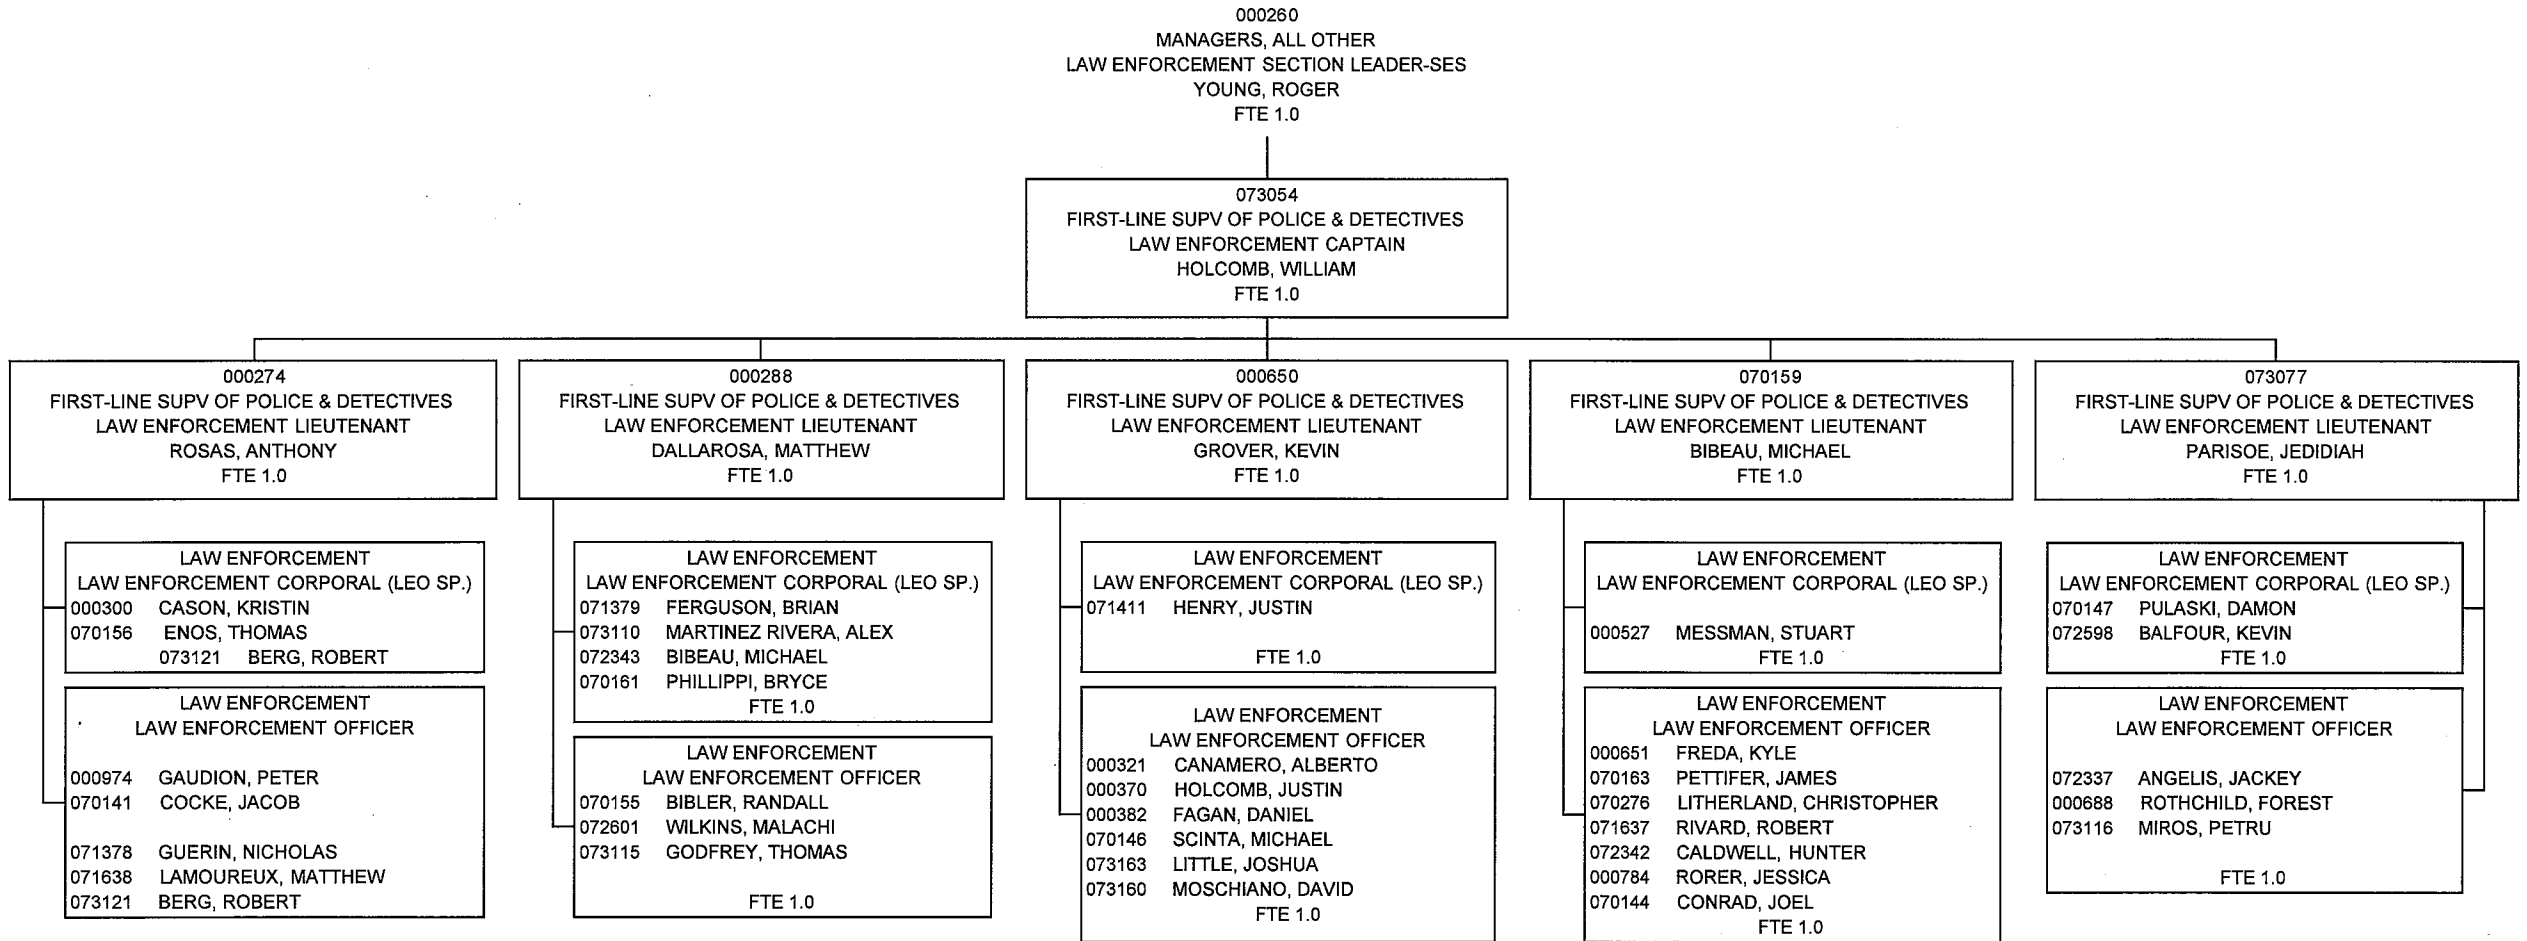 000260
MANAGERS, ALL OTHER
LAW ENFORCEMENT SECTION LEADER-SES
YOUNG, ROGER
FTE 1.0
073054
FIRST-LINE SUPV OF POLICE & DETECTIVES
LAW ENFORCEMENT CAPTAIN
HOLCOMB, WILLIAM
FTE 1.0
000274
FIRST-LINE SUPV OF POLICE & DETECTIVES
LAW ENFORCEMENT LIEUTENANT
ROSAS, ANTHONY
FTE 1.0
LAW ENFORCEMENT
LAW ENFORCEMENT CORPORAL (LEO SP.)
000300 CASON, KRISTIN
070156 ENOS, THOMAS
073121 BERG, ROBERT
LAW ENFORCEMENT
LAW ENFORCEMENT OFFICER
000974 GAUDION, PETER
070141 COCKE, JACOB
071378 GUERIN, NICHOLAS
071638 LAMOUREUX, MATTHEW
073121 BERG, ROBERT
000288
FIRST-LINE SUPV OF POLICE & DETECTIVES
LAW ENFORCEMENT LIEUTENANT
DALLAROSA, MATTHEW
FTE 1.0
LAW ENFORCEMENT
LAW ENFORCEMENT CORPORAL (LEO SP.)
071379 FERGUSON, BRIAN
073110 MARTINEZ RIVERA, ALEX
072343 BIBEAU, MICHAEL
070161 PHILLIPPI, BRYCE
FTE 1.0
LAW ENFORCEMENT
LAW ENFORCEMENT OFFICER
070155 BIBLER, RANDALL
072601 WILKINS, MALACHI
073115 GODFREY, THOMAS
FTE 1.0
000650
FIRST-LINE SUPV OF POLICE & DETECTIVES
LAW ENFORCEMENT LIEUTENANT
GROVER, KEVIN
FTE 1.0
LAW ENFORCEMENT
LAW ENFORCEMENT CORPORAL (LEO SP.)
071411 HENRY, JUSTIN
FTE 1.0
LAW ENFORCEMENT
LAW ENFORCEMENT OFFICER
000321 CANAMERO, ALBERTO
000370 HOLCOMB, JUSTIN
000382 FAGAN, DANIEL
070146 SCINTA, MICHAEL
073163 LITTLE, JOSHUA
073160 MOSCHIANO, DAVID
FTE 1.0
070159
FIRST-LINE SUPV OF POLICE & DETECTIVES
LAW ENFORCEMENT LIEUTENANT
BIBEAU, MICHAEL
FTE 1.0
LAW ENFORCEMENT
LAW ENFORCEMENT CORPORAL (LEO SP.)
000527 MESSMAN, STUART
FTE 1.0
LAW ENFORCEMENT
LAW ENFORCEMENT OFFICER
000651 FREDA, KYLE
070163 PETTIFER, JAMES
070276 LITHERLAND, CHRISTOPHER
071637 RIVARD, ROBERT
072342 CALDWELL, HUNTER
000784 RORER, JESSICA
070144 CONRAD, JOEL
FTE 1.0
073077
FIRST-LINE SUPV OF POLICE & DETECTIVES
LAW ENFORCEMENT LIEUTENANT
PARISOE, JEDIDIAH
FTE 1.0
LAW ENFORCEMENT
LAW ENFORCEMENT CORPORAL (LEO SP.)
070147 PULASKI, DAMON
072598 BALFOUR, KEVIN
FTE 1.0
LAW ENFORCEMENT
LAW ENFORCEMENT OFFICER
072337 ANGELIS, JACKEY
000688 ROTHCHILD, FOREST
073116 MIROS, PETRU
FTE 1.0